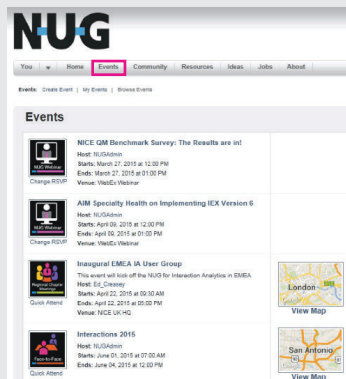 NUG
You Home Events Community Resources Ideas Jobs About
Events: Create Event | My Events | Browse Events
Events
NICE QM Benchmark Survey: The Results are in!
Host: NUGAdmin
Starts: March 27, 2015 at 12:00 PM
Ends: March 27, 2015 at 01:00 PM
Venue: WebEx Webinar
NUG Webinar
Change RSVP
AIM Specialty Health on Implementing IEX Version 6
Host: NUGAdmin
Starts: April 09, 2015 at 12:00 PM
Ends: April 09, 2015 at 01:00 PM
Venue: WebEx Webinar
NUG Webinar
Change RSVP
Inaugural EMEA IA User Group
This event will kick off the NUG for Interaction Analytics in EMEA
Host: Ed_Creasey
Starts: April 22, 2015 at 09:30 AM
Ends: April 22, 2015 at 05:00 PM
Venue: NICE UK HQ
Regional Chapter
Meetings
Quick Attend
London
View Map
Interactions 2015
Host: NUGAdmin
Starts: June 01, 2015 at 07:00 AM
Ends: June 04, 2015 at 12:00 PM
Face-to-Face
Quick Attend
San Antonio
View Map